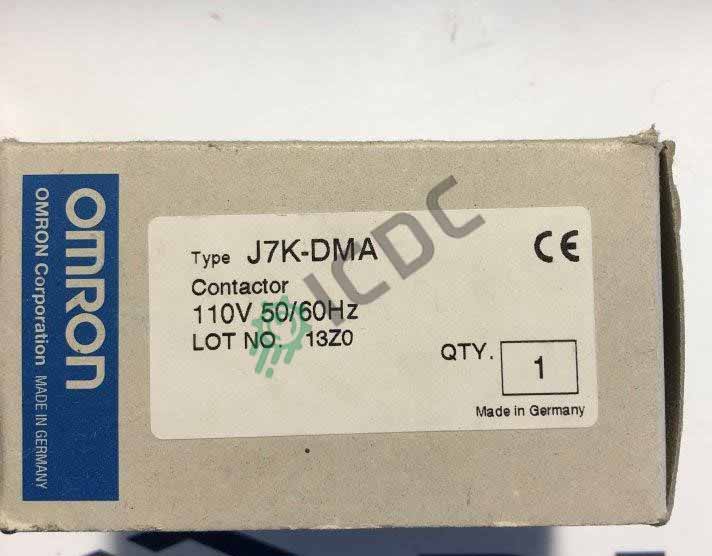 OMRON
OMRON Corporation MADE IN GERMANY
Type J7K-DMA
Contactor
110V 50/60Hz
LOT NO. 13Z0
CE
QTY. 1
Made in Germany
ICDC